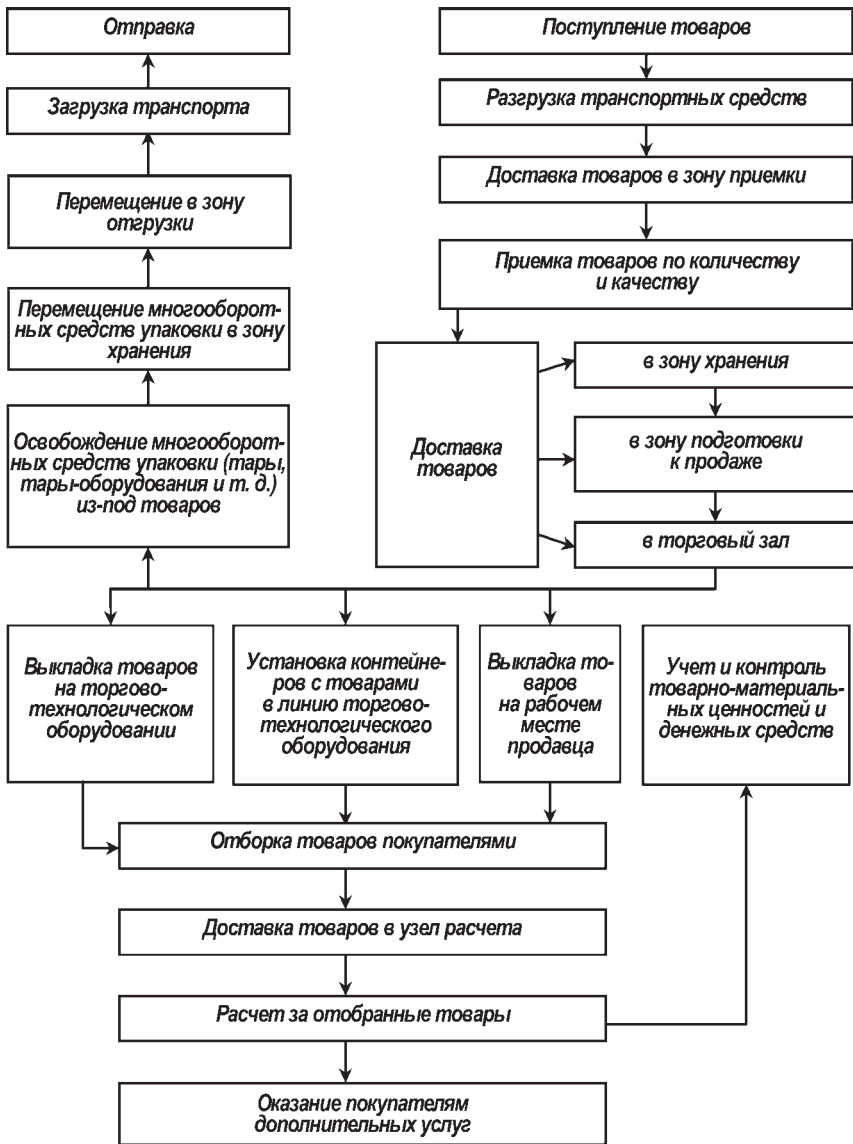 Отправка
Загрузка транспорта
Перемещение в зону
отгрузки
Перемещение многооборот-
ных средств упаковки в зону
хранения
Освобождение многооборот-
ных средств упаковки (тары,
тары-оборудования и т. д.)
из-под товаров
Поступление товаров
Разгрузка транспортных средств
Доставка товаров в зону приемки
Приемка товаров по количеству
и качеству
Доставка
товаров
в зону хранения
в зону подготовки
к продаже
в торговый зал
Выкладка товаров
на торгово-
технологическом
оборудовании
Установка контейне-
ров с товарами
в линию торгово-
технологического
оборудования
Выкладка то-
варов
на рабочем
месте
продавца
Учет и контроль
товарно-материаль-
ных ценностей и
денежных средств
Отборка товаров покупателями
Доставка товаров в узел расчета
Расчет за отобранные товары
Оказание покупателям
дополнительных услуг